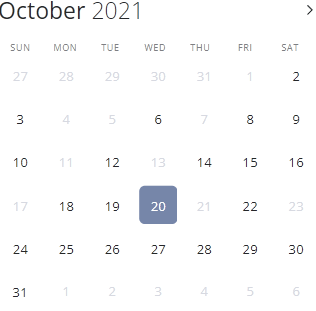 October 2021 >
SUN MON TUE WED THU FRI SAT
27 28 29 30 31 1 2
3 4 5 6 7 8 9
10 11 12 13 14 15 16
17 18 19 20 21 22 23
24 25 26 27 28 29 30
31 1 2 3 4 5 6